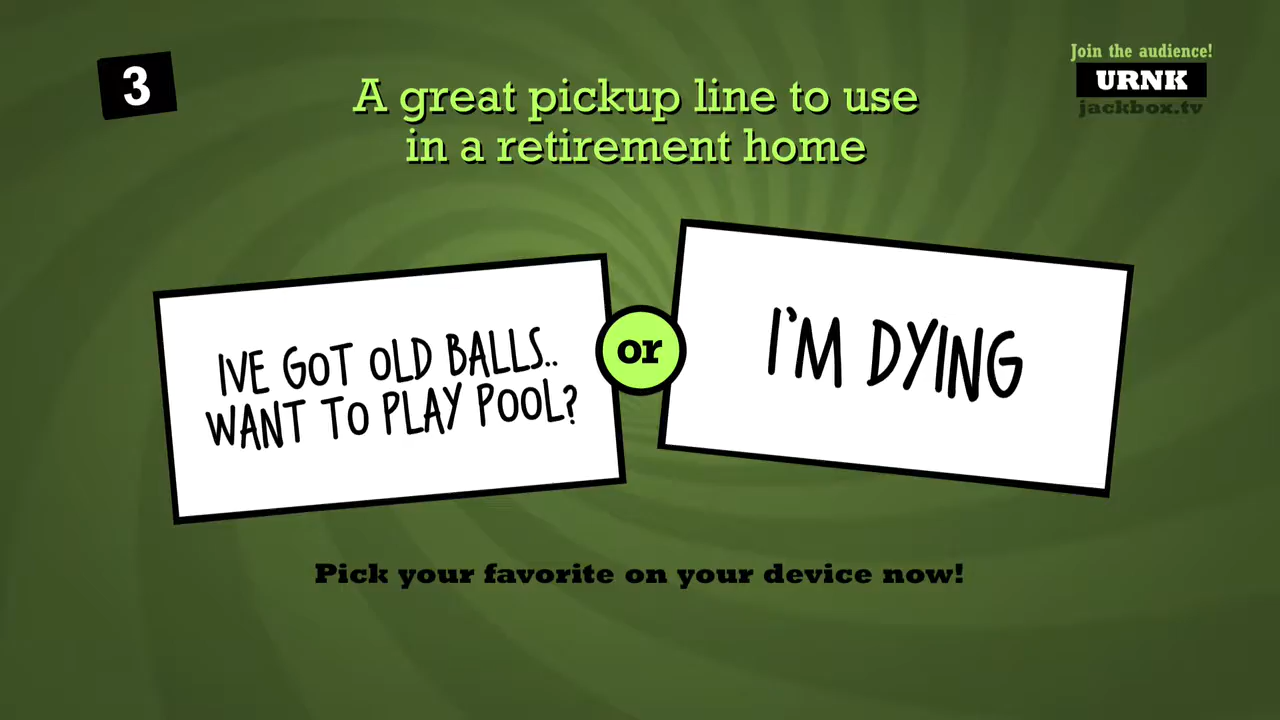 3
Join the audience!
URNK
jackbox.tv
A great pickup line to use
in a retirement home
IVE GOT OLD BALLS..
WANT TO PLAY POOL?
or
I'M DYING
Pick your favorite on your device now!